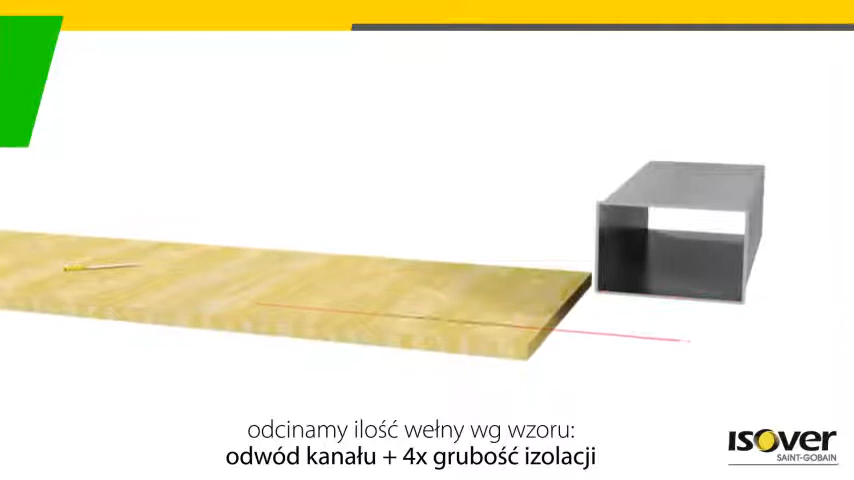 odcinamy ilość wełny wg wzoru:
odwód kanału + 4x grubość izolacji
ISOVER
SAINT-GOBAIN